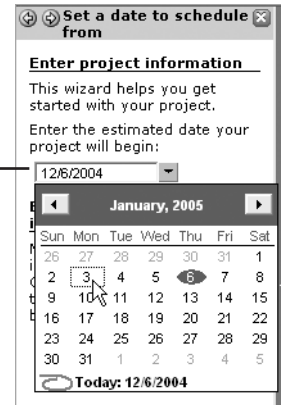 Set a date to schedule
from
Enter project information
This wizard helps you get
started with your project.
Enter the estimated date your
project will begin:
12/6/2004
January, 2005
Sun Mon Tue Wed Thu Fri Sat
26 27 28 29 30 31 1
2 3 4 5 6 7 8
9 10 11 12 13 14 15
16 17 18 19 20 21 22
23 24 25 26 27 28 29
30 31 1 2 3 4 5
Today: 12/6/2004